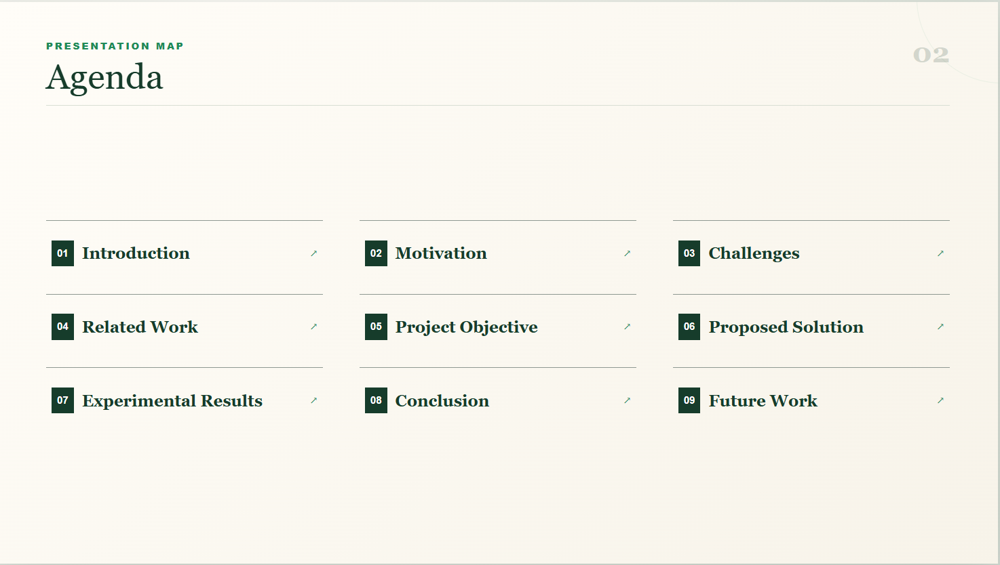 PRESENTATION MAP
Agenda
02
01 Introduction ↗
02 Motivation ↗
03 Challenges ↗
04 Related Work ↗
05 Project Objective ↗
06 Proposed Solution ↗
07 Experimental Results ↗
08 Conclusion ↗
09 Future Work ↗